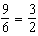 9/6 = 3/2